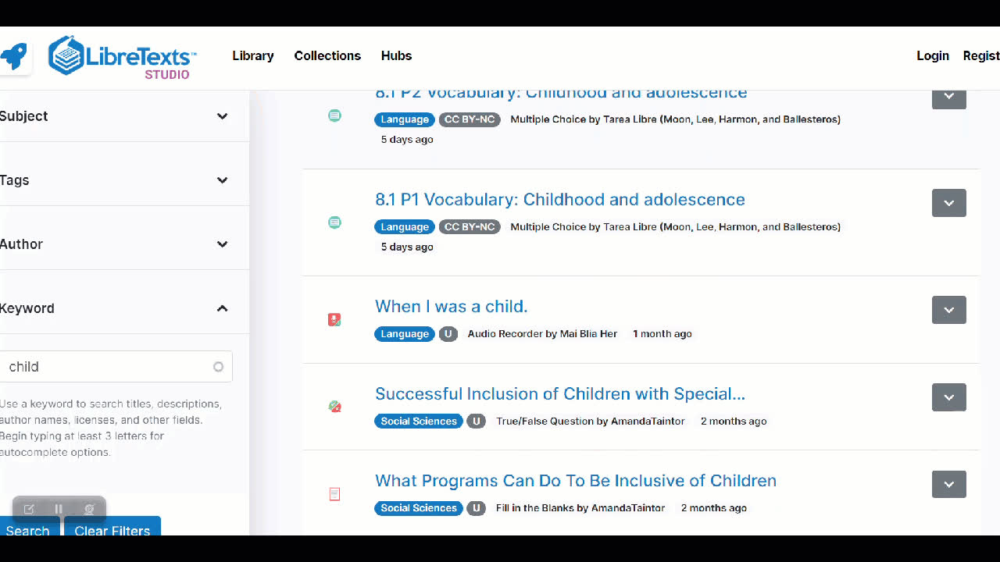 LibreTexts™
STUDIO
Library Collections Hubs Login Regist
Subject
Tags
Author
Keyword
child
Use a keyword to search titles, descriptions,
author names, licenses, and other fields.
Begin typing at least 3 letters for
autocomplete options.
Search Clear Filters
8.1 P2 Vocabulary: Childhood and adolescence
Language CC BY-NC Multiple Choice by Tarea Libre (Moon, Lee, Harmon, and Ballesteros)
5 days ago
8.1 P1 Vocabulary: Childhood and adolescence
Language CC BY-NC Multiple Choice by Tarea Libre (Moon, Lee, Harmon, and Ballesteros)
5 days ago
When I was a child.
Language U Audio Recorder by Mai Blia Her 1 month ago
Successful Inclusion of Children with Special...
Social Sciences U True/False Question by AmandaTaintor 2 months ago
What Programs Can Do To Be Inclusive of Children
Social Sciences U Fill in the Blanks by AmandaTaintor 2 months ago